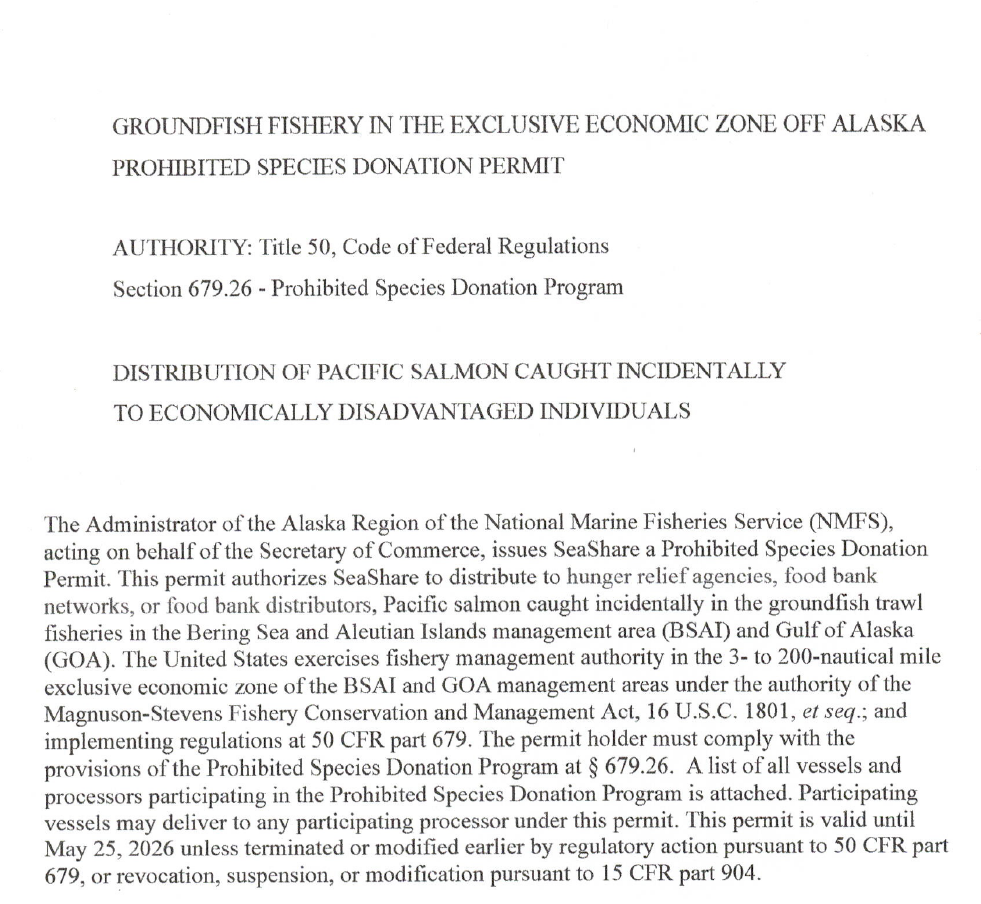 GROUNDFISH FISHERY IN THE EXCLUSIVE ECONOMIC ZONE OFF ALASKA
PROHIBITED SPECIES DONATION PERMIT
AUTHORITY: Title 50, Code of Federal Regulations
Section 679.26 - Prohibited Species Donation Program
DISTRIBUTION OF PACIFIC SALMON CAUGHT INCIDENTALLY
TO ECONOMICALLY DISADVANTAGED INDIVIDUALS
The Administrator of the Alaska Region of the National Marine Fisheries Service (NMFS),
acting on behalf of the Secretary of Commerce, issues SeaShare a Prohibited Species Donation
Permit. This permit authorizes SeaShare to distribute to hunger relief agencies, food bank
networks, or food bank distributors, Pacific salmon caught incidentally in the groundfish trawl
fisheries in the Bering Sea and Aleutian Islands management area (BSAI) and Gulf of Alaska
(GOA). The United States exercises fishery management authority in the 3- to 200-nautical mile
exclusive economic zone of the BSAI and GOA management areas under the authority of the
Magnuson-Stevens Fishery Conservation and Management Act, 16 U.S.C. 1801, et seq.; and
implementing regulations at 50 CFR part 679. The permit holder must comply with the
provisions of the Prohibited Species Donation Program at § 679.26. A list of all vessels and
processors participating in the Prohibited Species Donation Program is attached. Participating
vessels may deliver to any participating processor under this permit. This permit is valid until
May 25, 2026 unless terminated or modified earlier by regulatory action pursuant to 50 CFR part
679, or revocation, suspension, or modification pursuant to 15 CFR part 904.